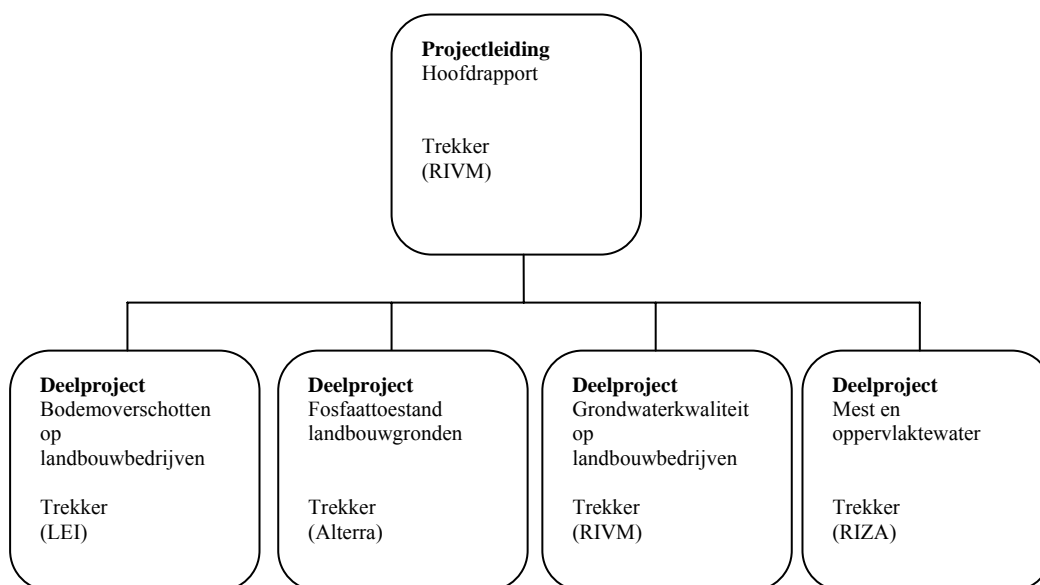 Projectleiding
Hoofdrapport
Trekker
(RIVM)
Deelproject
Bodemoverschotten
op
landbouwbedrijven
Trekker
(LEI)
Deelproject
Fosfaattoestand
landbouwgronden
Trekker
(Alterra)
Deelproject
Grondwaterkwaliteit
op
landbouwbedrijven
Trekker
(RIVM)
Deelproject
Mest en
oppervlaktewater
Trekker
(RIZA)